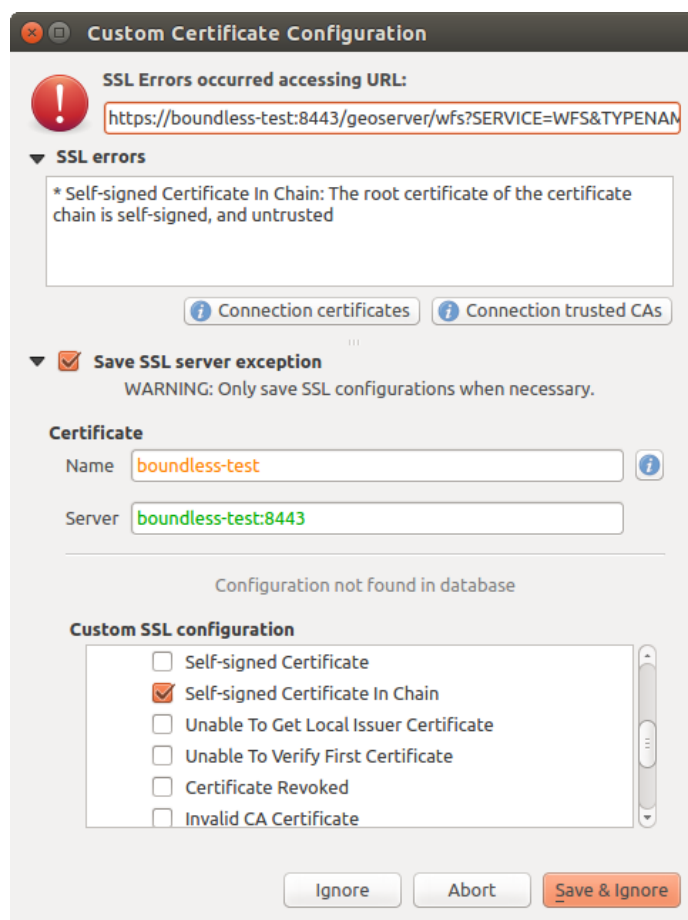 Custom Certificate Configuration
SSL Errors occurred accessing URL:
https://boundless-test:8443/geoserver/wfs?SERVICE=WFS&TYPENAM
SSL errors
* Self-signed Certificate In Chain: The root certificate of the certificate
chain is self-signed, and untrusted
Connection certificates
Connection trusted CAs
Save SSL server exception
WARNING: Only save SSL configurations when necessary.
Certificate
Name boundless-test
Server boundless-test:8443
Configuration not found in database
Custom SSL configuration
Self-signed Certificate
Self-signed Certificate In Chain
Unable To Get Local Issuer Certificate
Unable To Verify First Certificate
Certificate Revoked
Invalid CA Certificate
Ignore
Abort
Save & Ignore